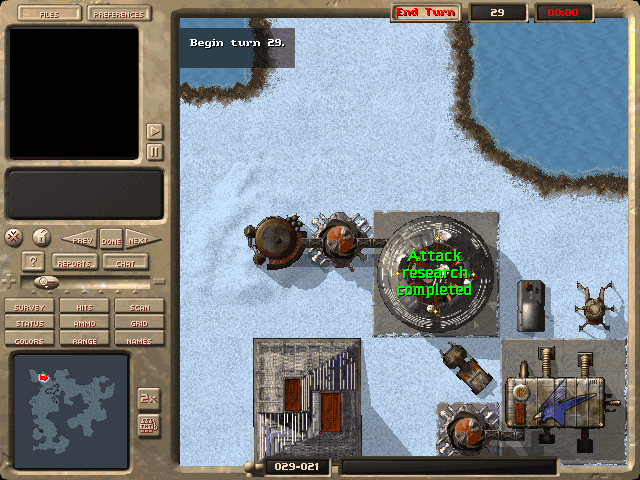 FILES PREFERENCES
End Turn 29 00:00
Begin turn 29.
PREV DONE NEXT
? REPORTS CHAT
SURVEY HITS SCAN
STATUS AMMO GRID
COLORS RANGE NAMES
2x
Attack
research
completed
029-021